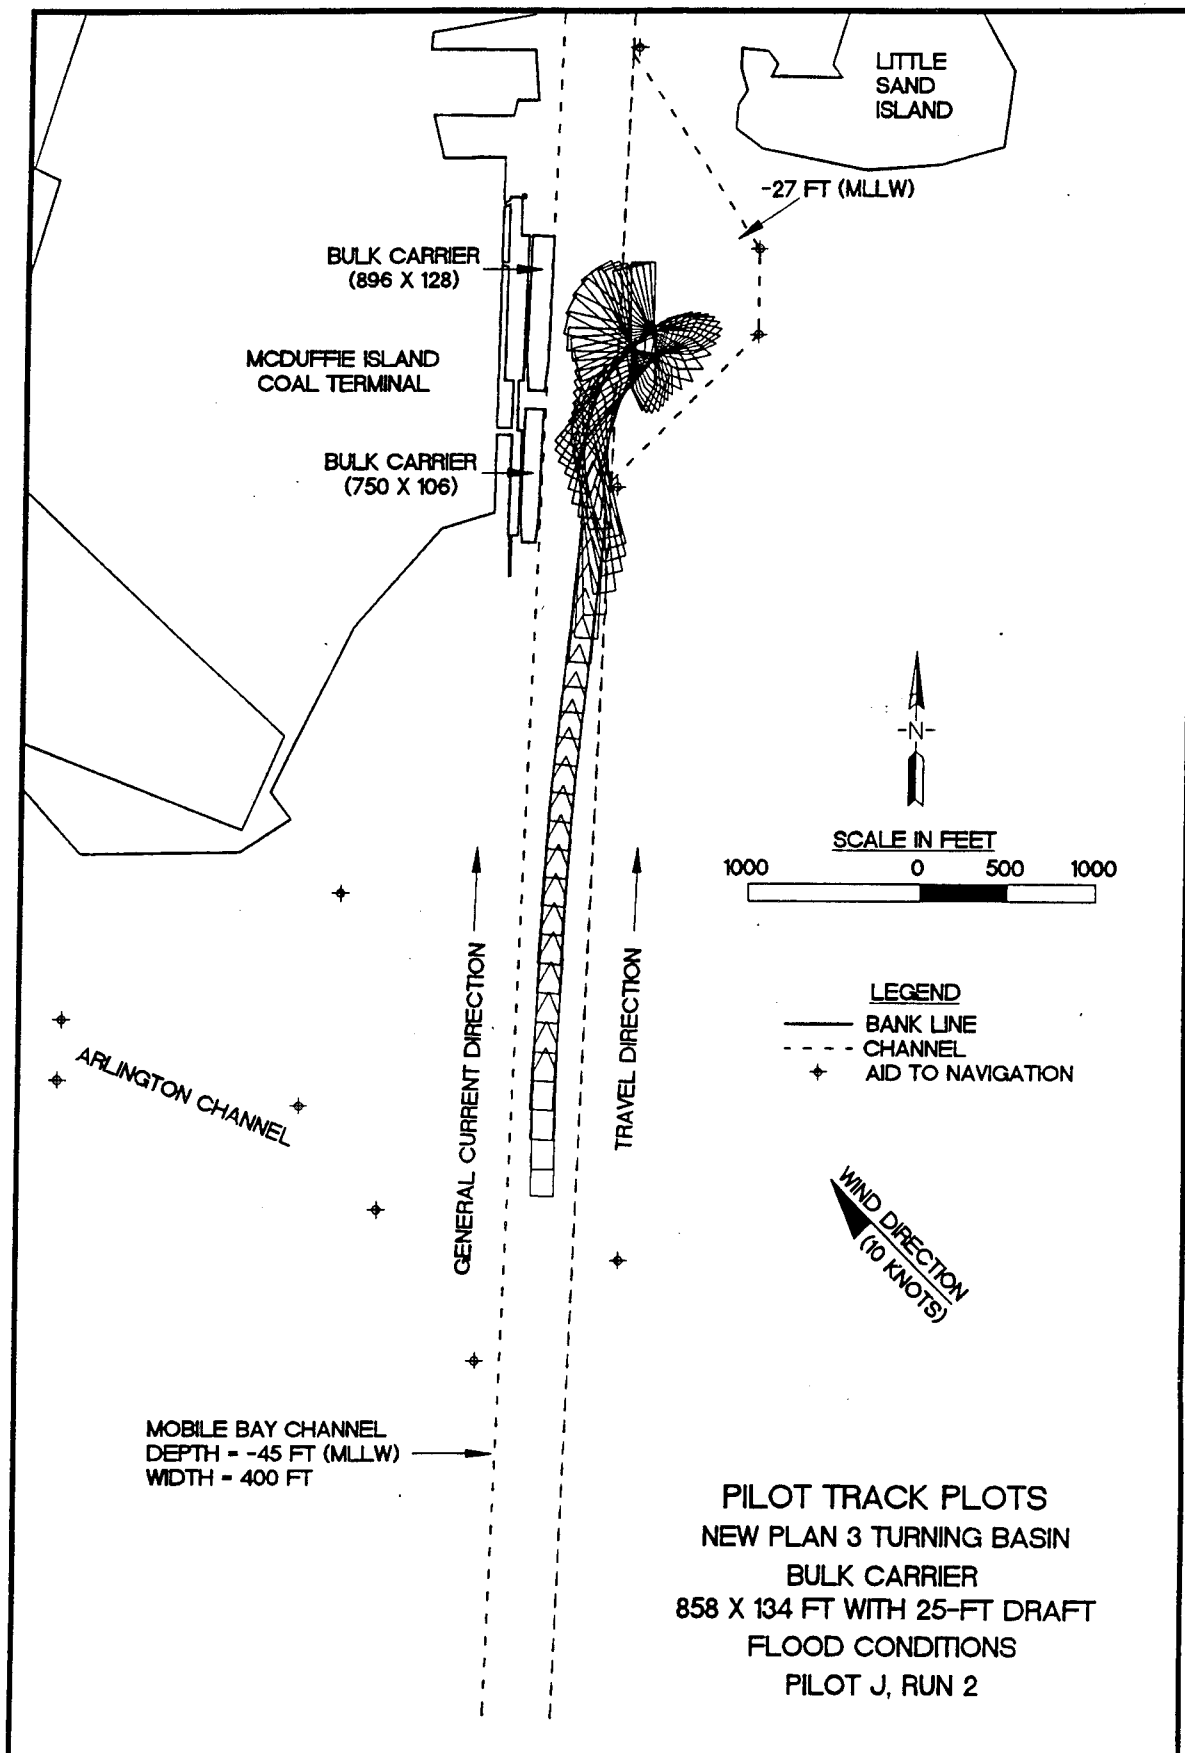 LITTLE
SAND
ISLAND
-27 FT (MLLW)
BULK CARRIER
(896 X 128)
MCDUFFIE ISLAND
COAL TERMINAL
BULK CARRIER
(750 X 106)
-N-
SCALE IN FEET
1000 0 500 1000
GENERAL CURRENT DIRECTION
TRAVEL DIRECTION
LEGEND
BANK LINE
CHANNEL
AID TO NAVIGATION
ARLINGTON CHANNEL
WIND DIRECTION
(10 KNOTS)
MOBILE BAY CHANNEL
DEPTH = -45 FT (MLLW)
WIDTH = 400 FT
PILOT TRACK PLOTS
NEW PLAN 3 TURNING BASIN
BULK CARRIER
858 X 134 FT WITH 25-FT DRAFT
FLOOD CONDITIONS
PILOT J, RUN 2